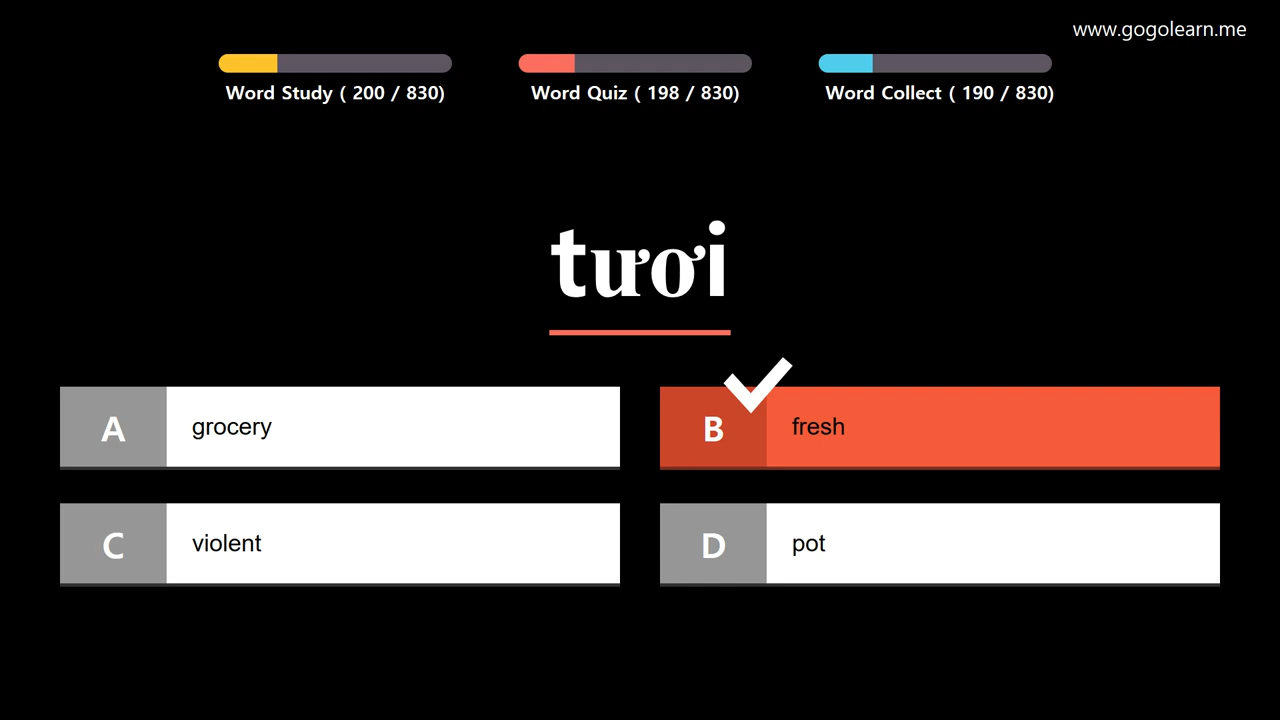 www.gogolearn.me
Word Study ( 200 / 830)
Word Quiz ( 198 / 830)
Word Collect ( 190 / 830)
tươi
A
grocery
B
fresh
C
violent
D
pot